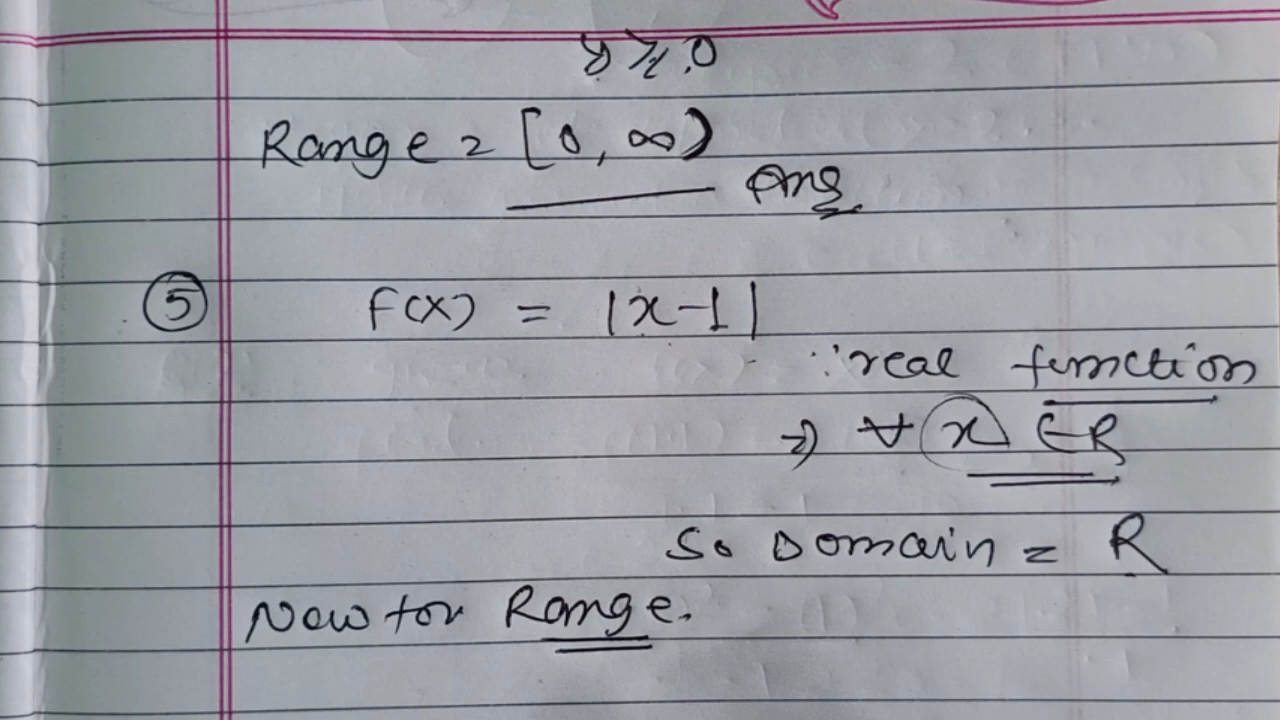 y ≥ 0
Range = [0, ∞)
Ans
⑤ f(x) = |x-1|
∵ real function
⇒ ∀ x ∈ R
So Domain = R
Now for Range.